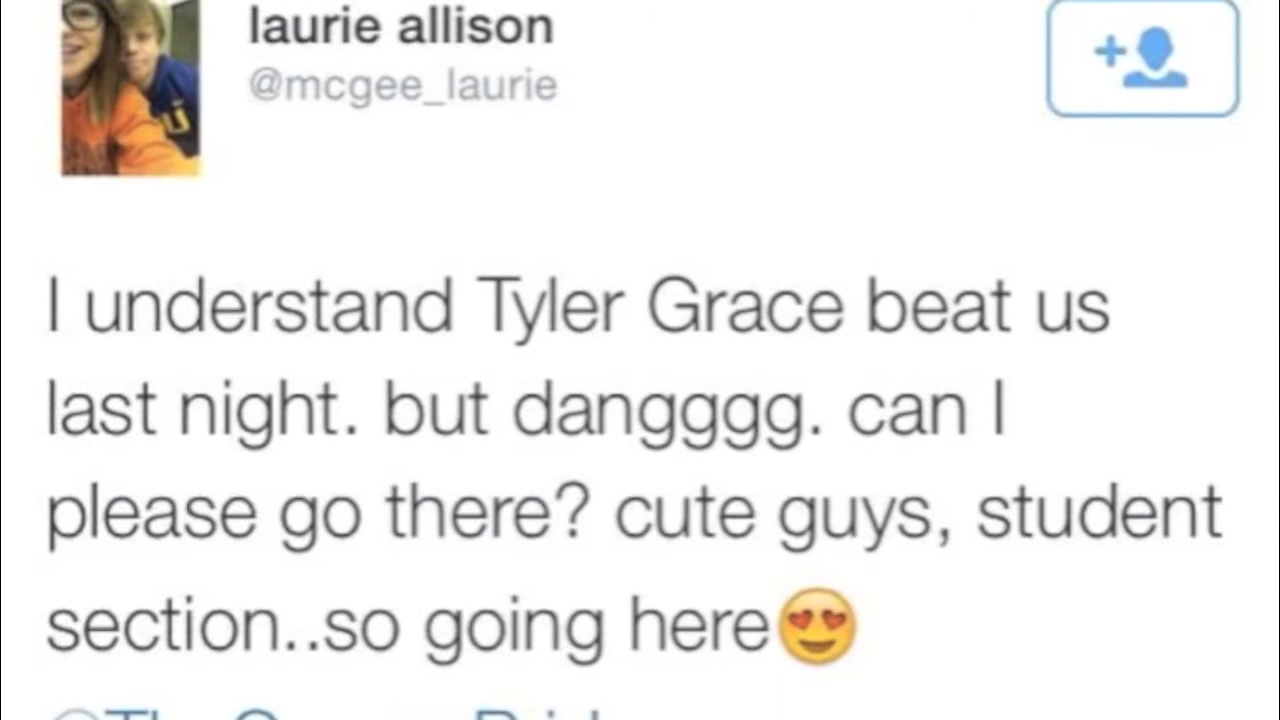 laurie allison
@mcgee_laurie
I understand Tyler Grace beat us
last night. but dangggg. can I
please go there? cute guys, student
section..so going here😍